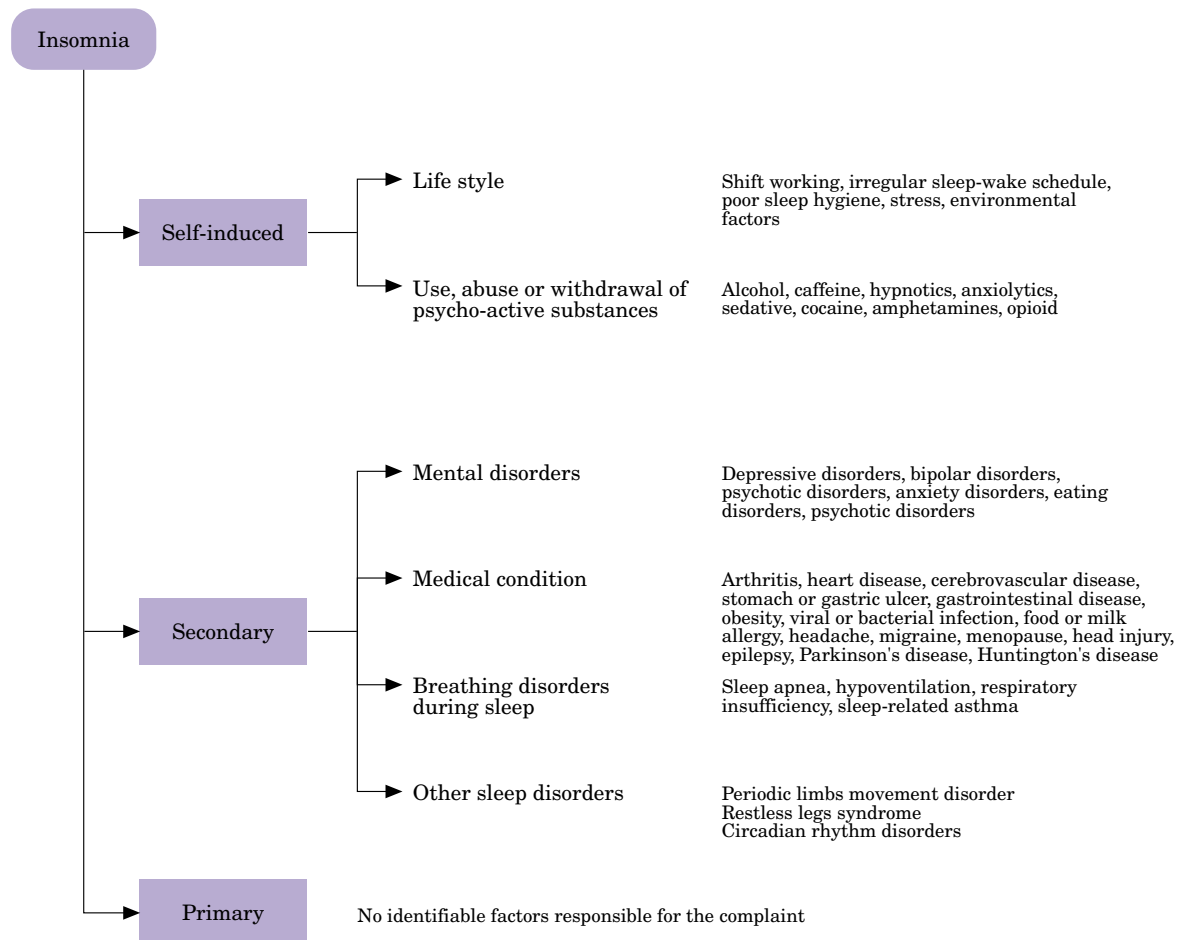 Insomnia
Life style
Shift working, irregular sleep-wake schedule,
poor sleep hygiene, stress, environmental
factors
Self-induced
Use, abuse or withdrawal of
psycho-active substances
Alcohol, caffeine, hypnotics, anxiolytics,
sedative, cocaine, amphetamines, opioid
Mental disorders
Depressive disorders, bipolar disorders,
psychotic disorders, anxiety disorders, eating
disorders, psychotic disorders
Medical condition
Arthritis, heart disease, cerebrovascular disease,
stomach or gastric ulcer, gastrointestinal disease,
obesity, viral or bacterial infection, food or milk
allergy, headache, migraine, menopause, head injury,
epilepsy, Parkinson's disease, Huntington's disease
Secondary
Breathing disorders
during sleep
Sleep apnea, hypoventilation, respiratory
insufficiency, sleep-related asthma
Other sleep disorders
Periodic limbs movement disorder
Restless legs syndrome
Circadian rhythm disorders
Primary
No identifiable factors responsible for the complaint